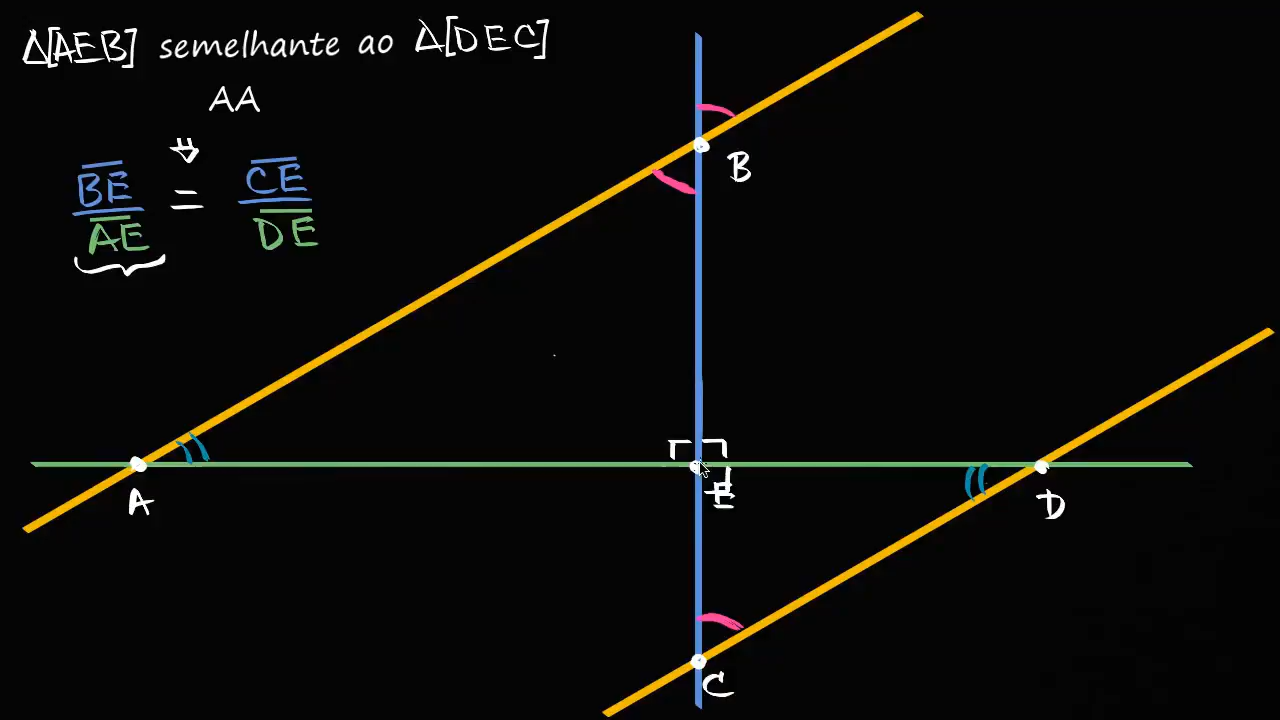 Δ[AEB] semelhante ao Δ[DEC]
AA
⇓
BE = CE
AE DE
B
A
E
D
C